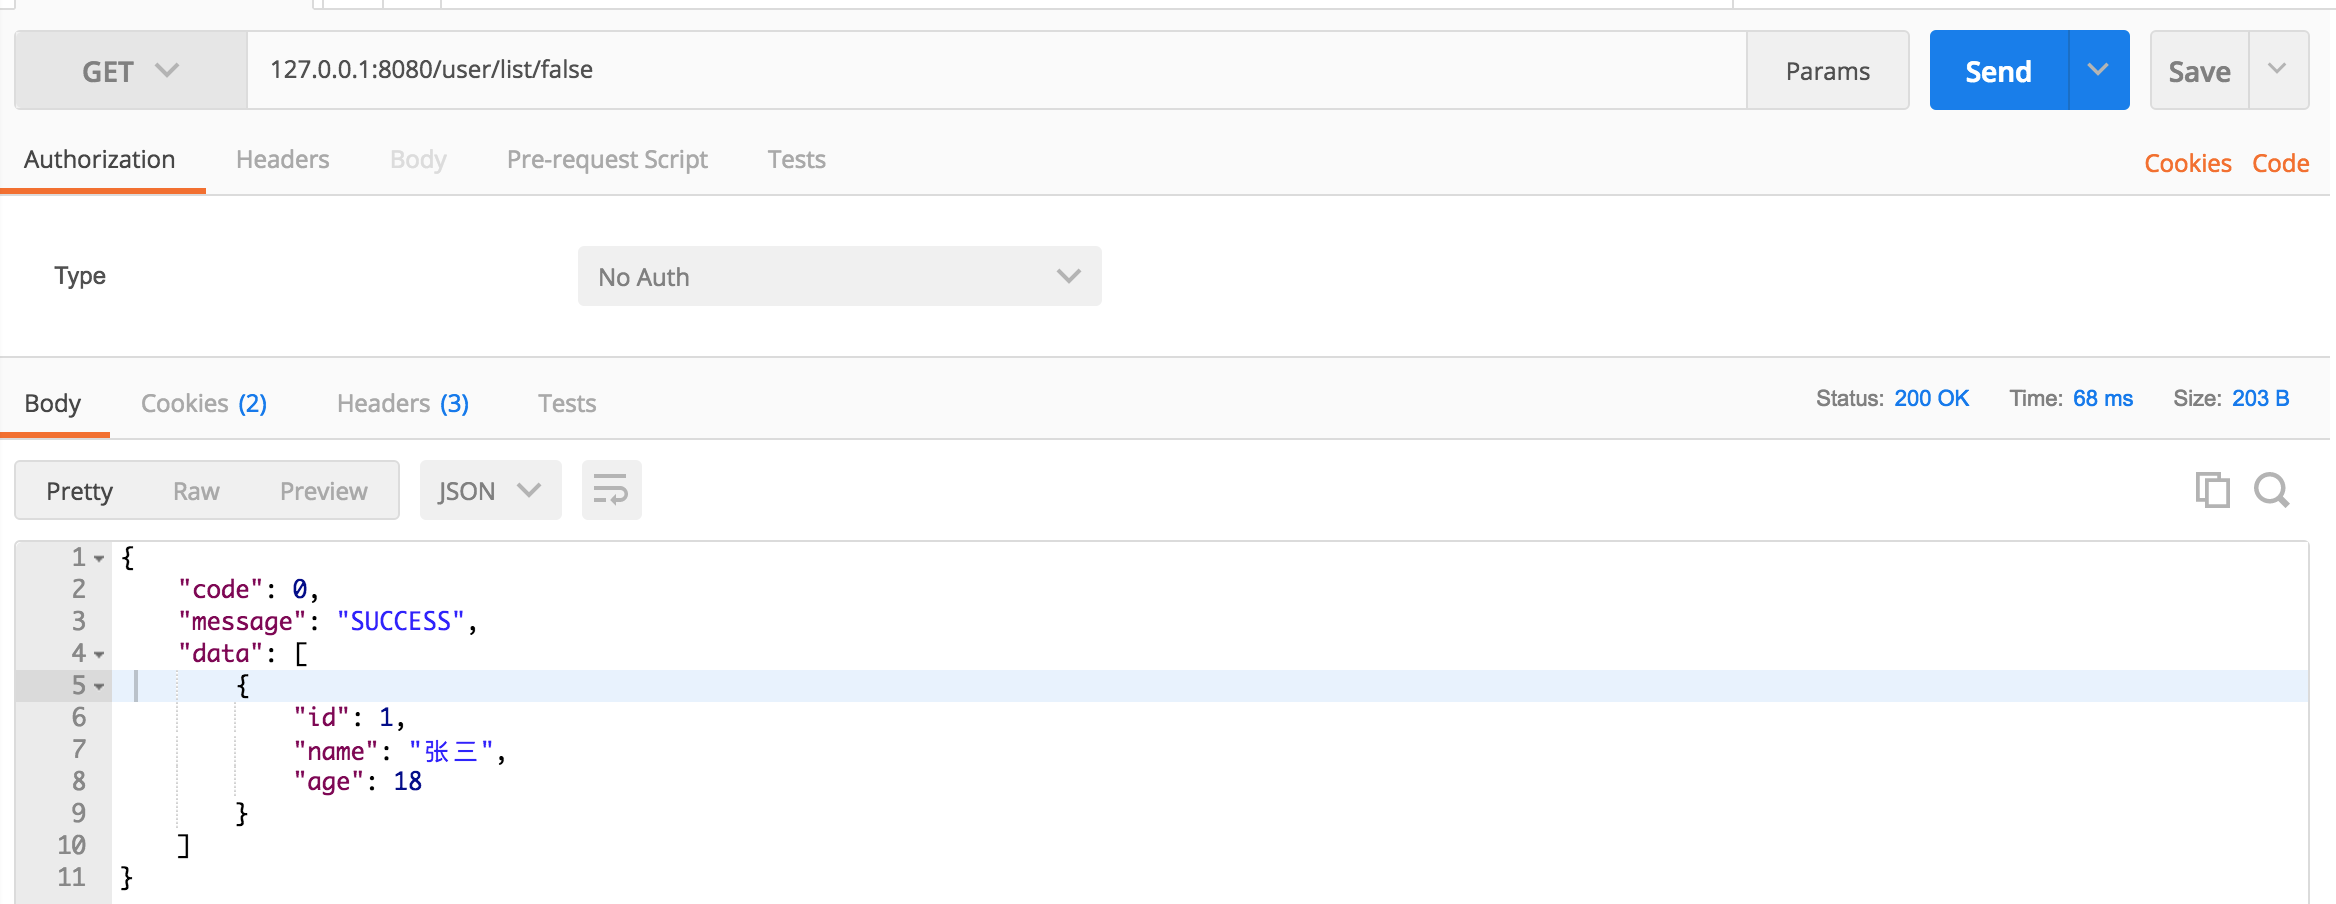 GET 127.0.0.1:8080/user/list/false Params Send Save
Authorization Headers Body Pre-request Script Tests Cookies Code
Type No Auth
Body Cookies (2) Headers (3) Tests Status: 200 OK Time: 68 ms Size: 203 B
Pretty Raw Preview JSON
1 {
2 "code": 0,
3 "message": "SUCCESS",
4 "data": [
5 {
6 "id": 1,
7 "name": "张三",
8 "age": 18
9 }
10 ]
11 }